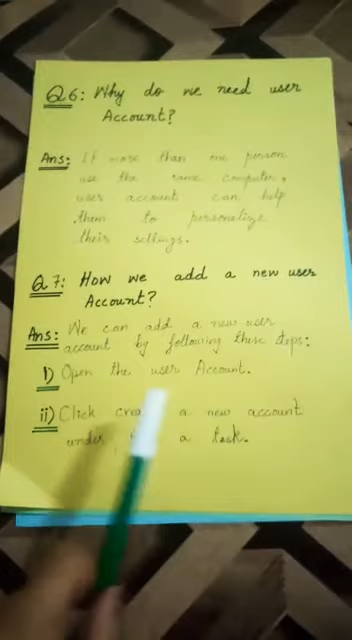 Q6: Why do we need user
Account?
Ans: If more than one person
use the same computer,
user account can help
them to personalize
their settings.
Q7: How we add a new user
Account?
Ans: We can add a new user
account by following these steps:
i) Open the user Account.
ii) Click a new account
under a task.